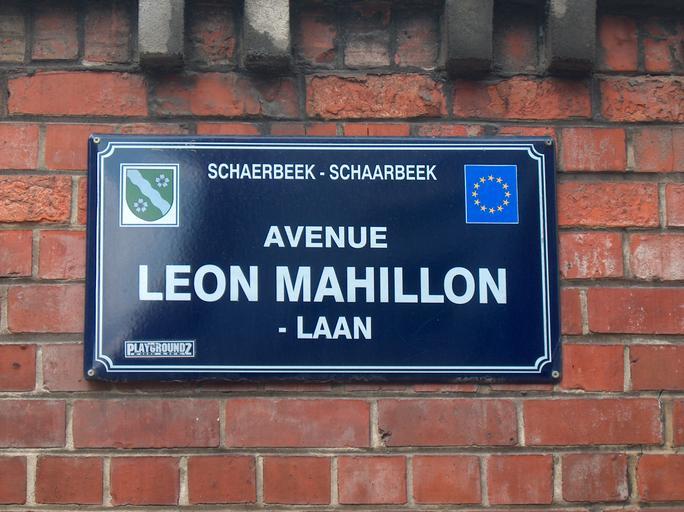 SCHAERBEEK - SCHAARBEEK
AVENUE
LEON MAHILLON
- LAAN
PLAYGROUNDZ